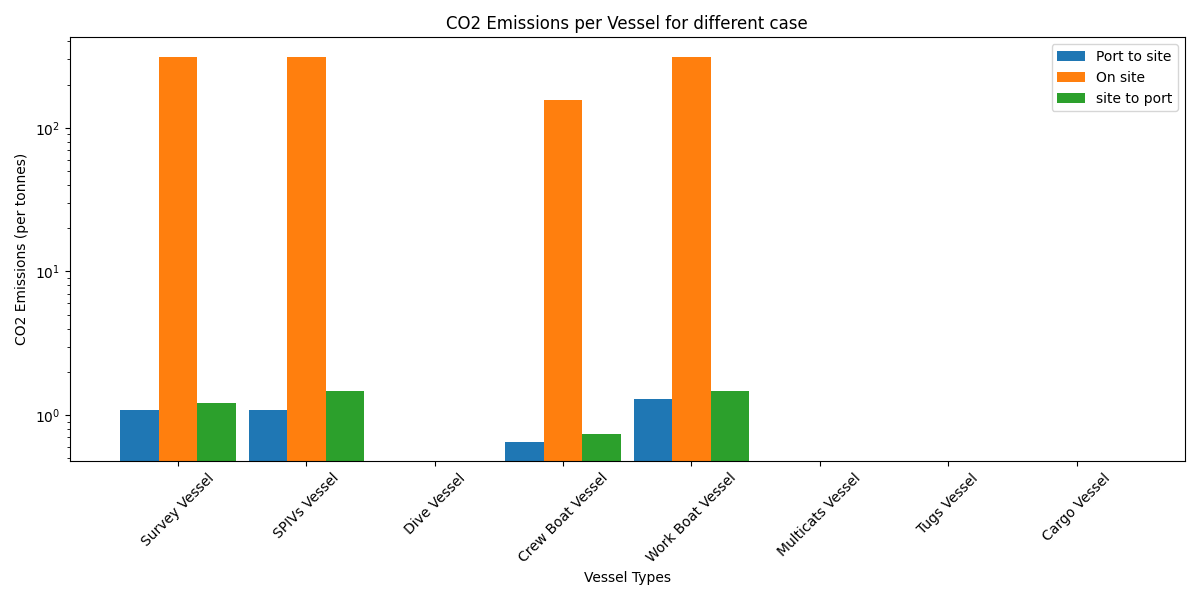 CO2 Emissions per Vessel for different case
Port to site
On site
site to port
CO2 Emissions (per tonnes)
10²
10¹
10⁰
Survey Vessel
SPIVs Vessel
Dive Vessel
Crew Boat Vessel
Work Boat Vessel
Multicats Vessel
Tugs Vessel
Cargo Vessel
Vessel Types